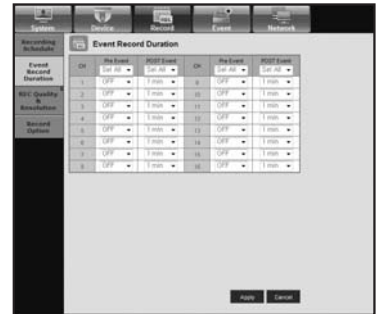 System Device Record Event Network
Recording
Schedule
Event
Record
Duration
REC Quality
&
Resolution
Record
Option
Event Record Duration
CH Pre Event POST Event CH Pre Event POST Event
Sel All Sel All Sel All Sel All
1 OFF 1 min 9 OFF 1 min
2 OFF 1 min 10 OFF 1 min
3 OFF 1 min 11 OFF 1 min
4 OFF 1 min 12 OFF 1 min
5 OFF 1 min 13 OFF 1 min
6 OFF 1 min 14 OFF 1 min
7 OFF 1 min 15 OFF 1 min
8 OFF 1 min 16 OFF 1 min
Apply Cancel